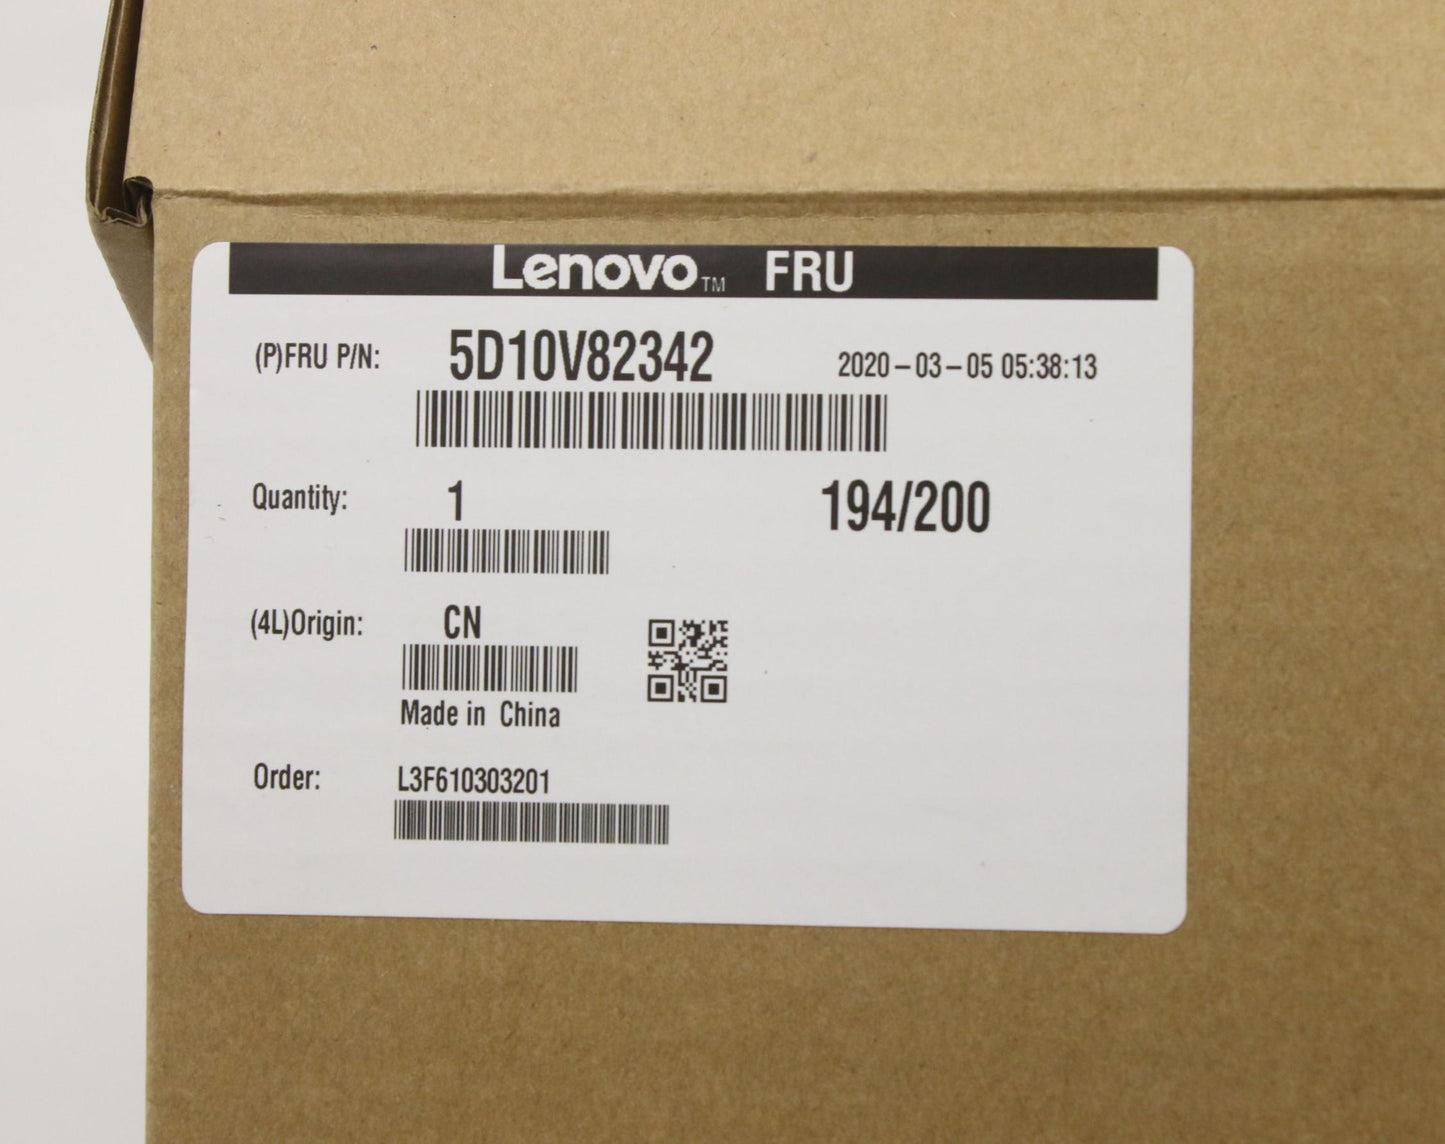 Lenovo™ FRU
(P)FRU P/N: 5D10V82342 2020-03-05 05:38:13
Quantity: 1 194/200
(4L)Origin: CN
Made in China
Order: L3F610303201